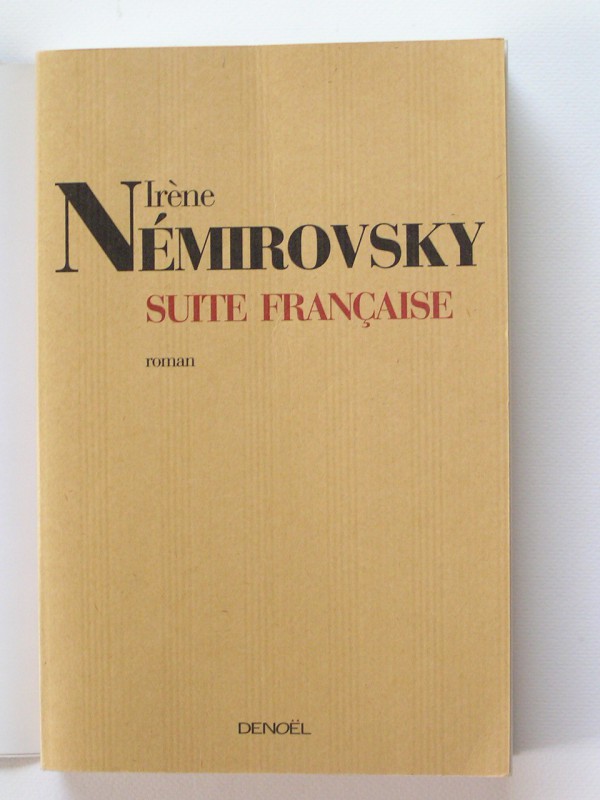 Irène
NÉMIROVSKY
SUITE FRANÇAISE
roman
DENOËL